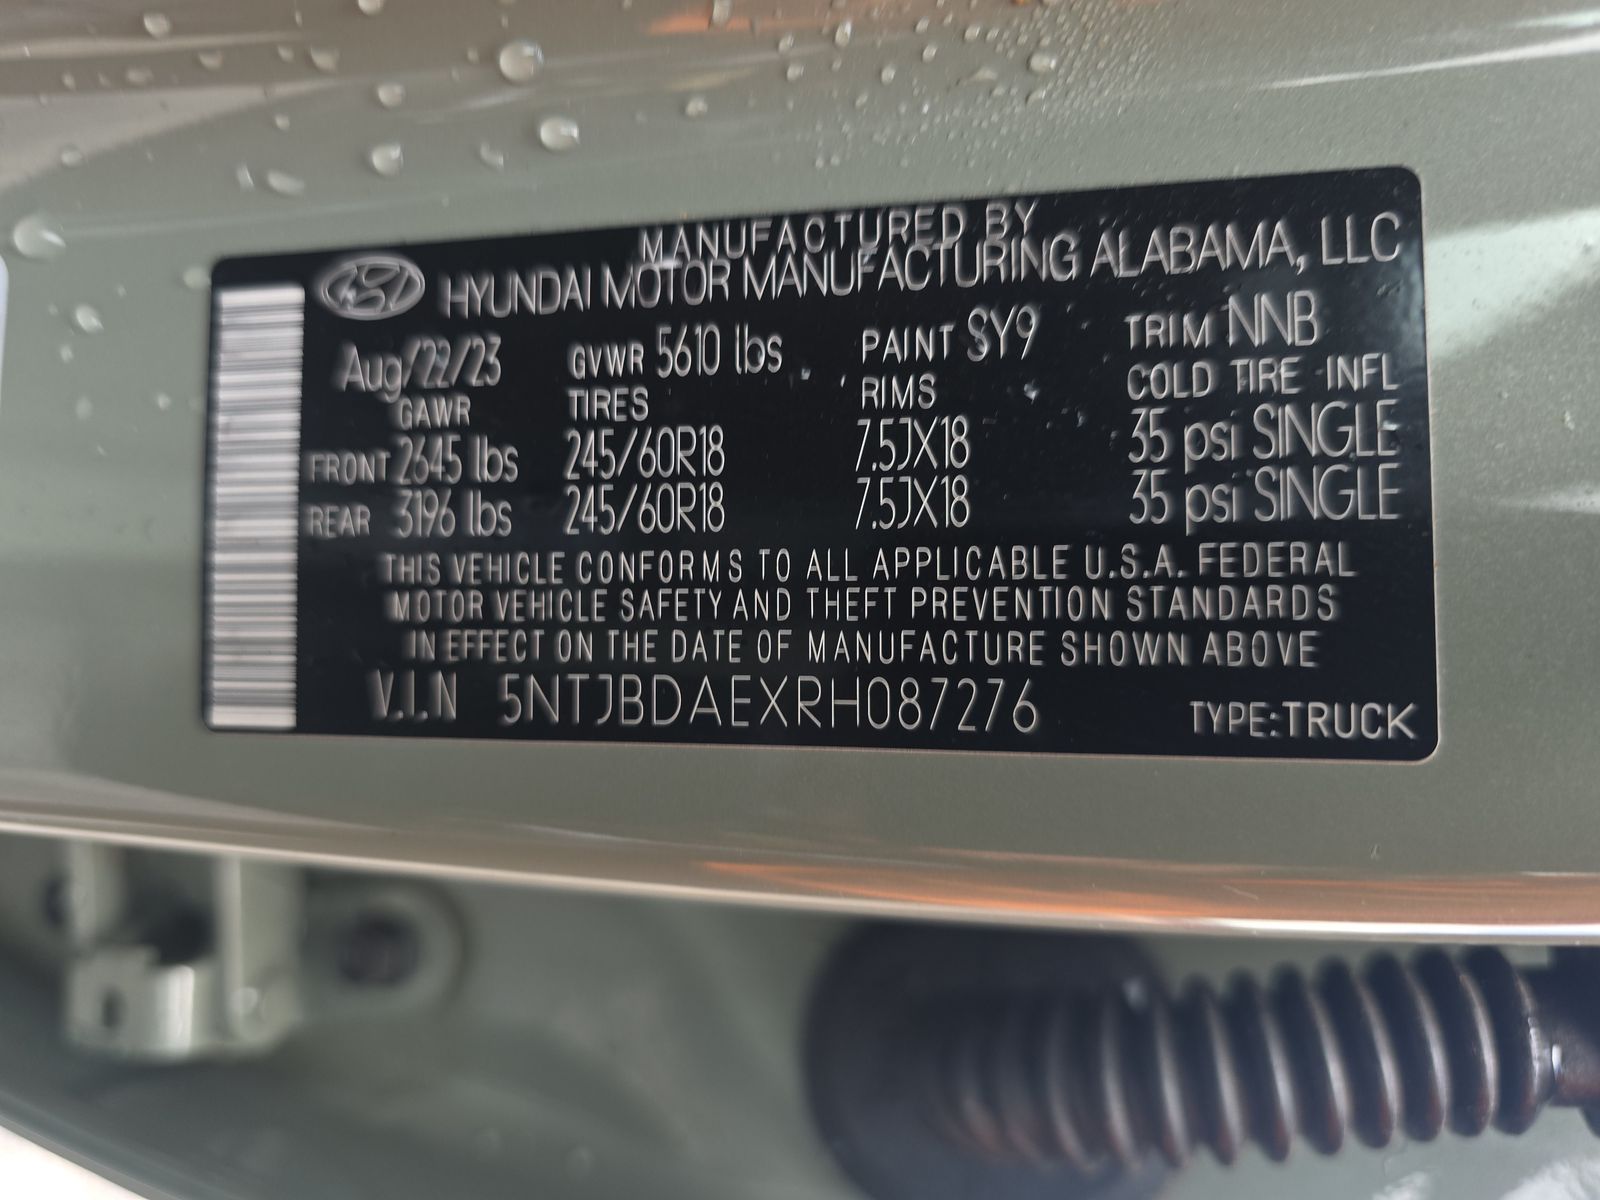 MANUFACTURED BY
HYUNDAI MOTOR MANUFACTURING ALABAMA, LLC
Aug/22/23 GVWR 5610 lbs PAINT SY9 TRIM NNB
GAWR TIRES RIMS COLD TIRE INFL
FRONT 2645 lbs 245/60R18 7.5JX18 35 psi SINGLE
REAR 3196 lbs 245/60R18 7.5JX18 35 psi SINGLE
THIS VEHICLE CONFORMS TO ALL APPLICABLE U.S.A. FEDERAL
MOTOR VEHICLE SAFETY AND THEFT PREVENTION STANDARDS
IN EFFECT ON THE DATE OF MANUFACTURE SHOWN ABOVE
V.I.N 5NTJBDAEXRH087276 TYPE:TRUCK